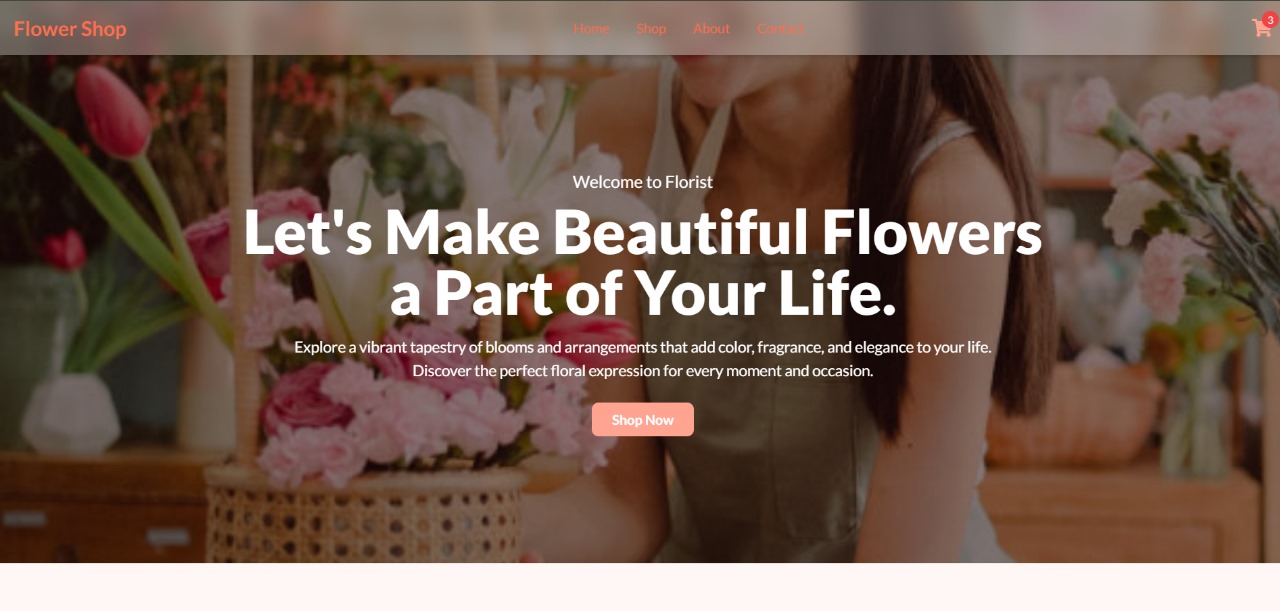 Flower Shop
Home Shop About Contact
3
Welcome to Florist
Let's Make Beautiful Flowers
a Part of Your Life.
Explore a vibrant tapestry of blooms and arrangements that add color, fragrance, and elegance to your life.
Discover the perfect floral expression for every moment and occasion.
Shop Now